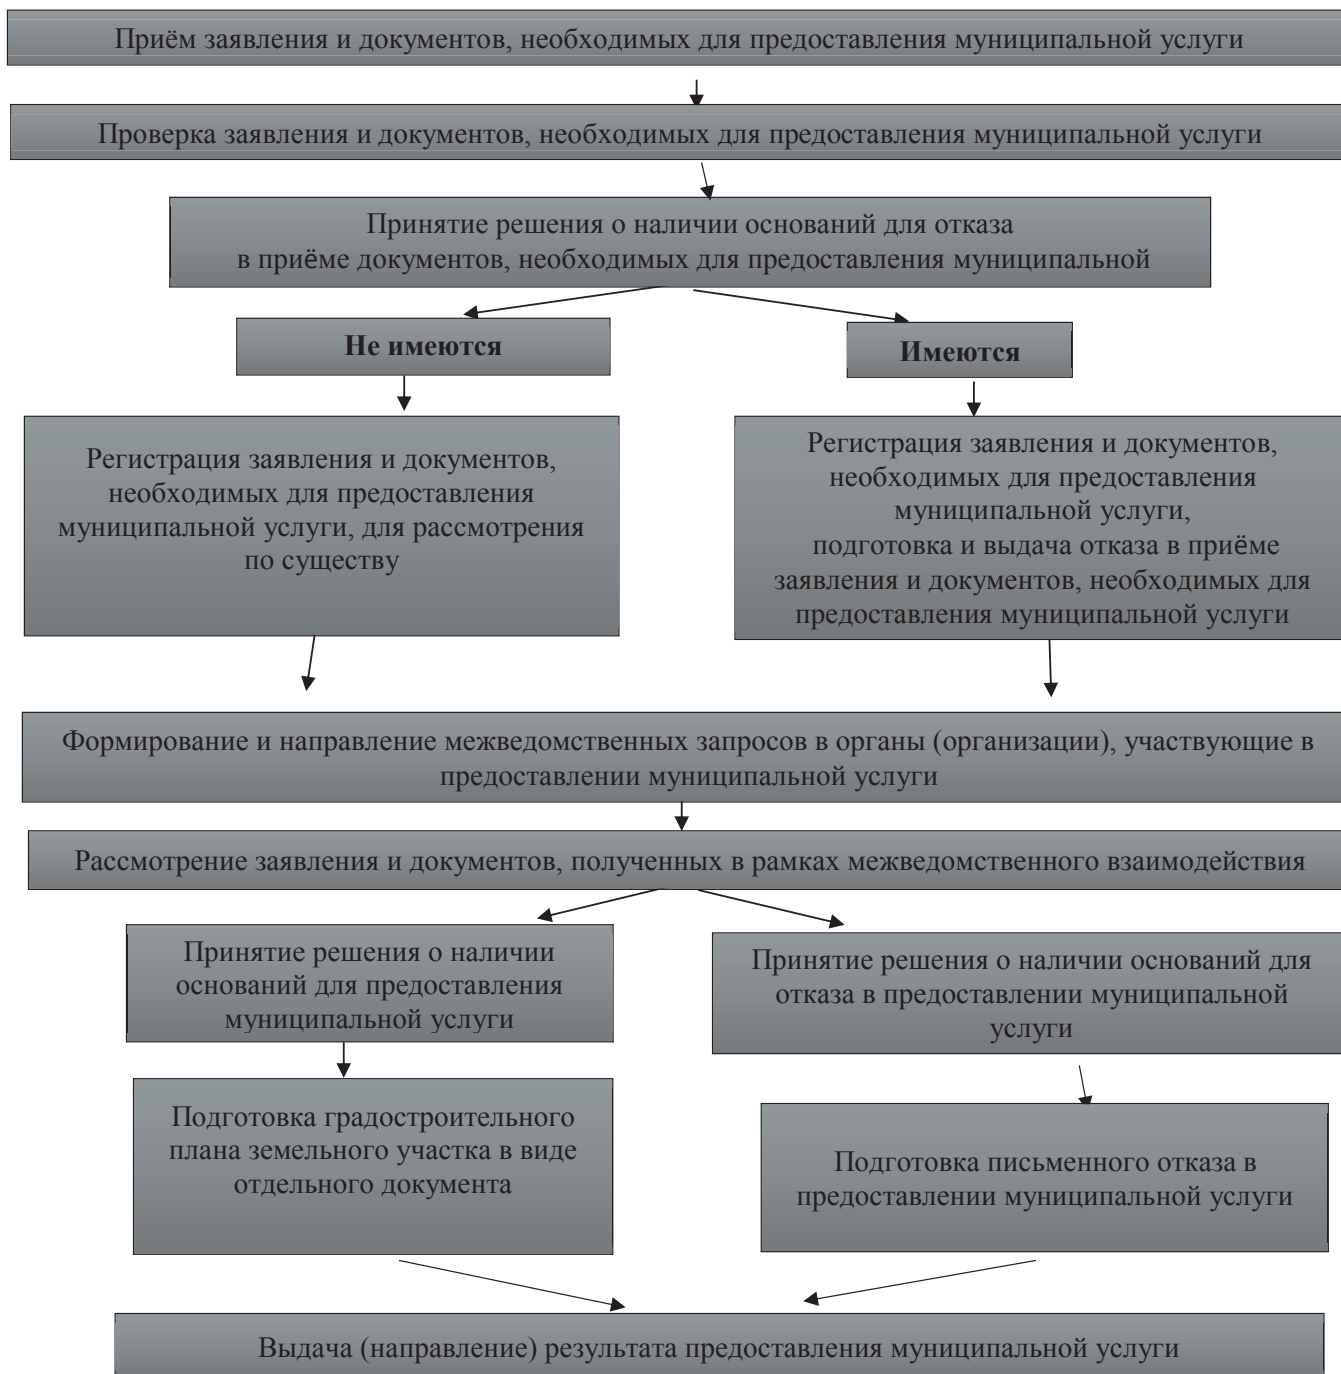 Приём заявления и документов, необходимых для предоставления муниципальной услуги
Проверка заявления и документов, необходимых для предоставления муниципальной услуги
Принятие решения о наличии оснований для отказа
в приёме документов, необходимых для предоставления муниципальной
Не имеются
Имеются
Регистрация заявления и документов,
необходимых для предоставления
муниципальной услуги, для рассмотрения
по существу
Регистрация заявления и документов,
необходимых для предоставления
муниципальной услуги,
подготовка и выдача отказа в приёме
заявления и документов, необходимых для
предоставления муниципальной услуги
Формирование и направление межведомственных запросов в органы (организации), участвующие в
предоставлении муниципальной услуги
Рассмотрение заявления и документов, полученных в рамках межведомственного взаимодействия
Принятие решения о наличии
оснований для предоставления
муниципальной услуги
Принятие решения о наличии оснований для
отказа в предоставлении муниципальной
услуги
Подготовка градостроительного
плана земельного участка в виде
отдельного документа
Подготовка письменного отказа в
предоставлении муниципальной услуги
Выдача (направление) результата предоставления муниципальной услуги